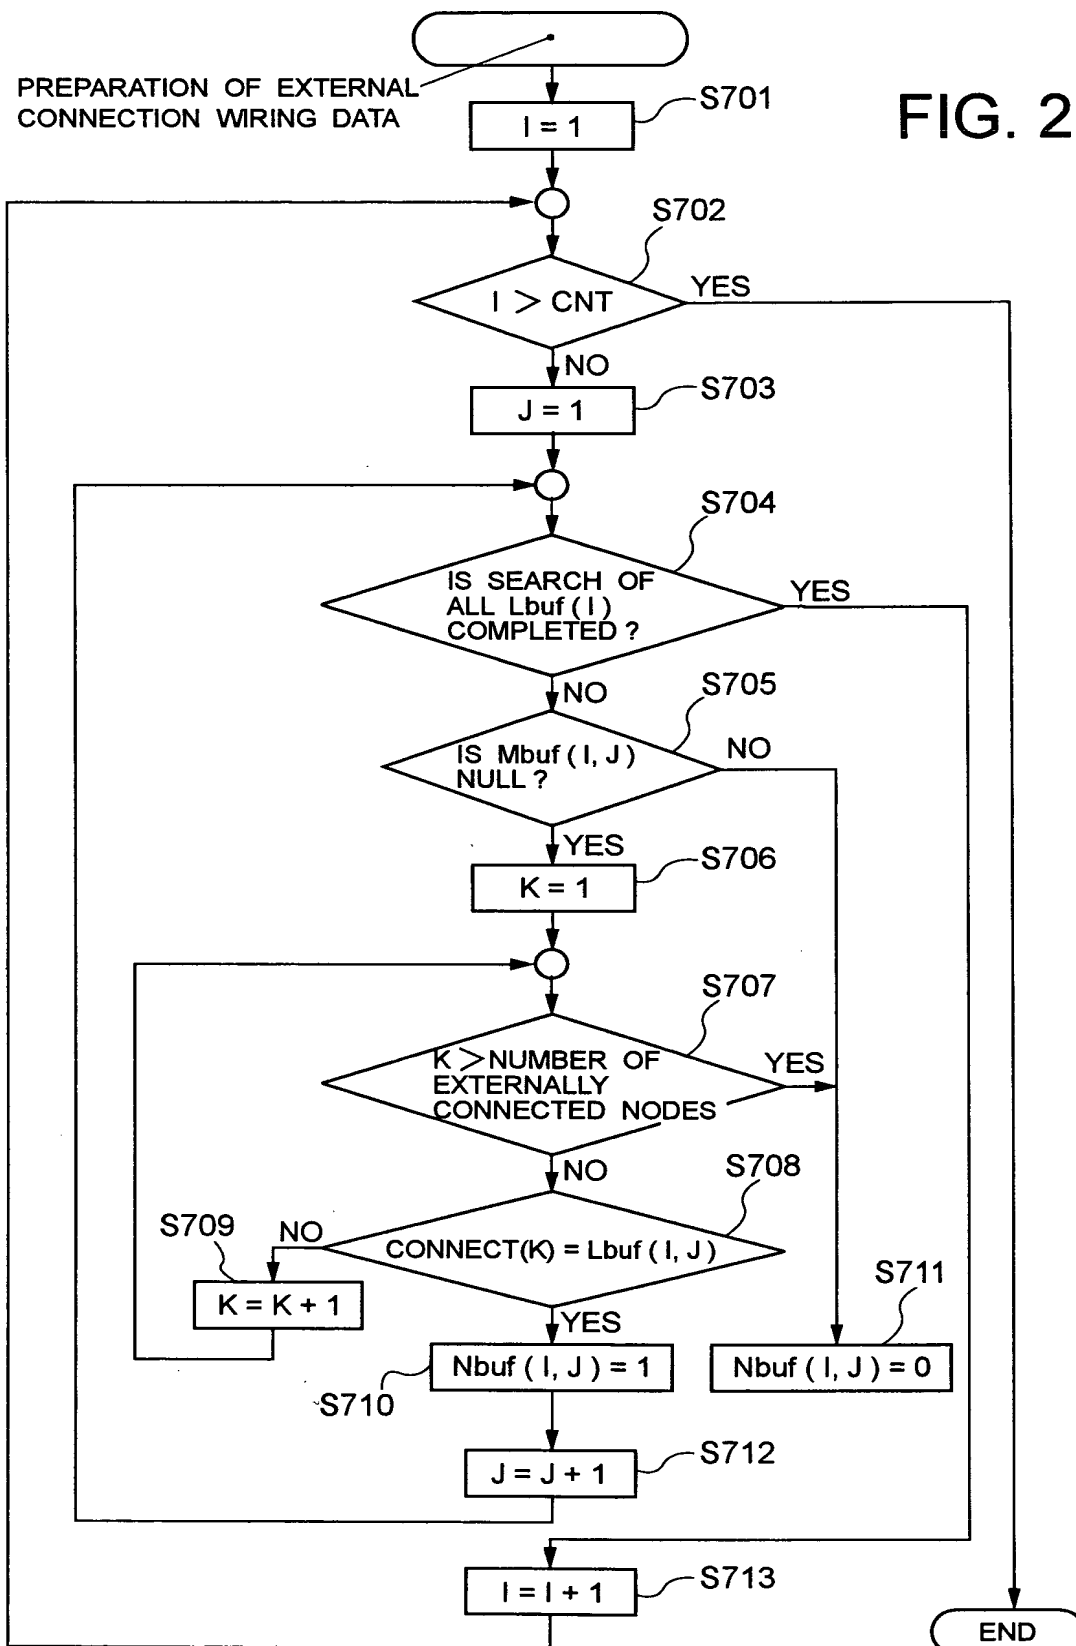 PREPARATION OF EXTERNAL
CONNECTION WIRING DATA
S701
I = 1
FIG. 2
S702
I > CNT
YES
NO
S703
J = 1
S704
IS SEARCH OF
ALL Lbuf ( I )
COMPLETED ?
YES
NO
S705
IS Mbuf ( I, J )
NULL ?
NO
YES
S706
K = 1
S707
K > NUMBER OF
EXTERNALLY
CONNECTED NODES
YES
NO
S708
CONNECT(K) = Lbuf ( I, J )
NO
S709
K = K + 1
YES
S710
Nbuf ( I, J ) = 1
S711
Nbuf ( I, J ) = 0
S712
J = J + 1
S713
I = I + 1
END